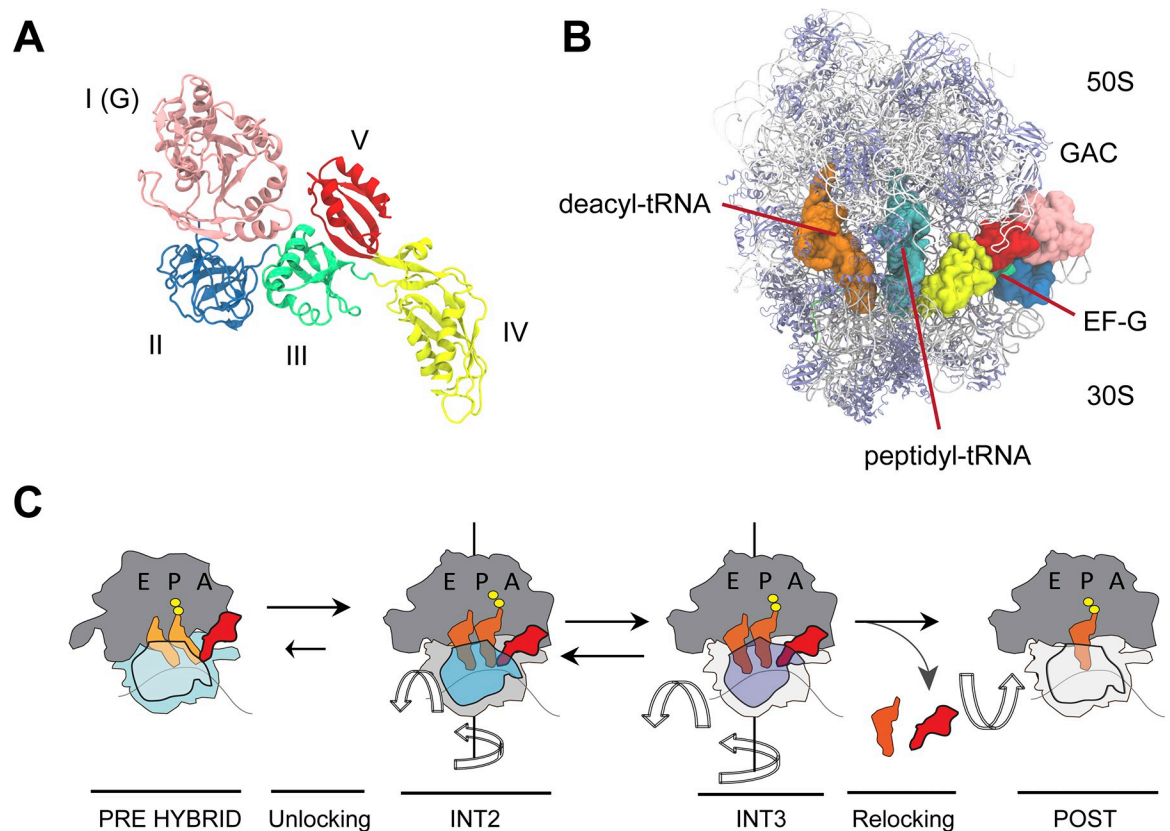 A
I (G)
V
II
III
IV
B
50S
GAC
deacyl-tRNA
EF-G
30S
peptidyl-tRNA
C
E P A
E P A
E P A
E P A
PRE HYBRID
Unlocking
INT2
INT3
Relocking
POST